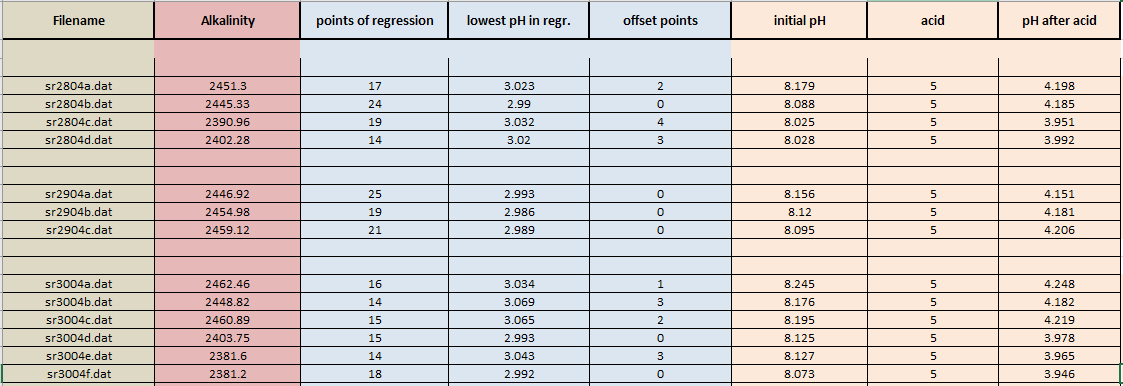 Filename Alkalinity points of regression lowest pH in regr. offset points initial pH acid pH after acid
sr2804a.dat 2451.3 17 3.023 2 8.179 5 4.198
sr2804b.dat 2445.33 24 2.99 0 8.088 5 4.185
sr2804c.dat 2390.96 19 3.032 4 8.025 5 3.951
sr2804d.dat 2402.28 14 3.02 3 8.028 5 3.992
sr2904a.dat 2446.92 25 2.993 0 8.156 5 4.151
sr2904b.dat 2454.98 19 2.986 0 8.12 5 4.181
sr2904c.dat 2459.12 21 2.989 0 8.095 5 4.206
sr3004a.dat 2462.46 16 3.034 1 8.245 5 4.248
sr3004b.dat 2448.82 14 3.069 3 8.176 5 4.182
sr3004c.dat 2460.89 15 3.065 2 8.195 5 4.219
sr3004d.dat 2403.75 15 2.993 0 8.125 5 3.978
sr3004e.dat 2381.6 14 3.043 3 8.127 5 3.965
sr3004f.dat 2381.2 18 2.992 0 8.073 5 3.946